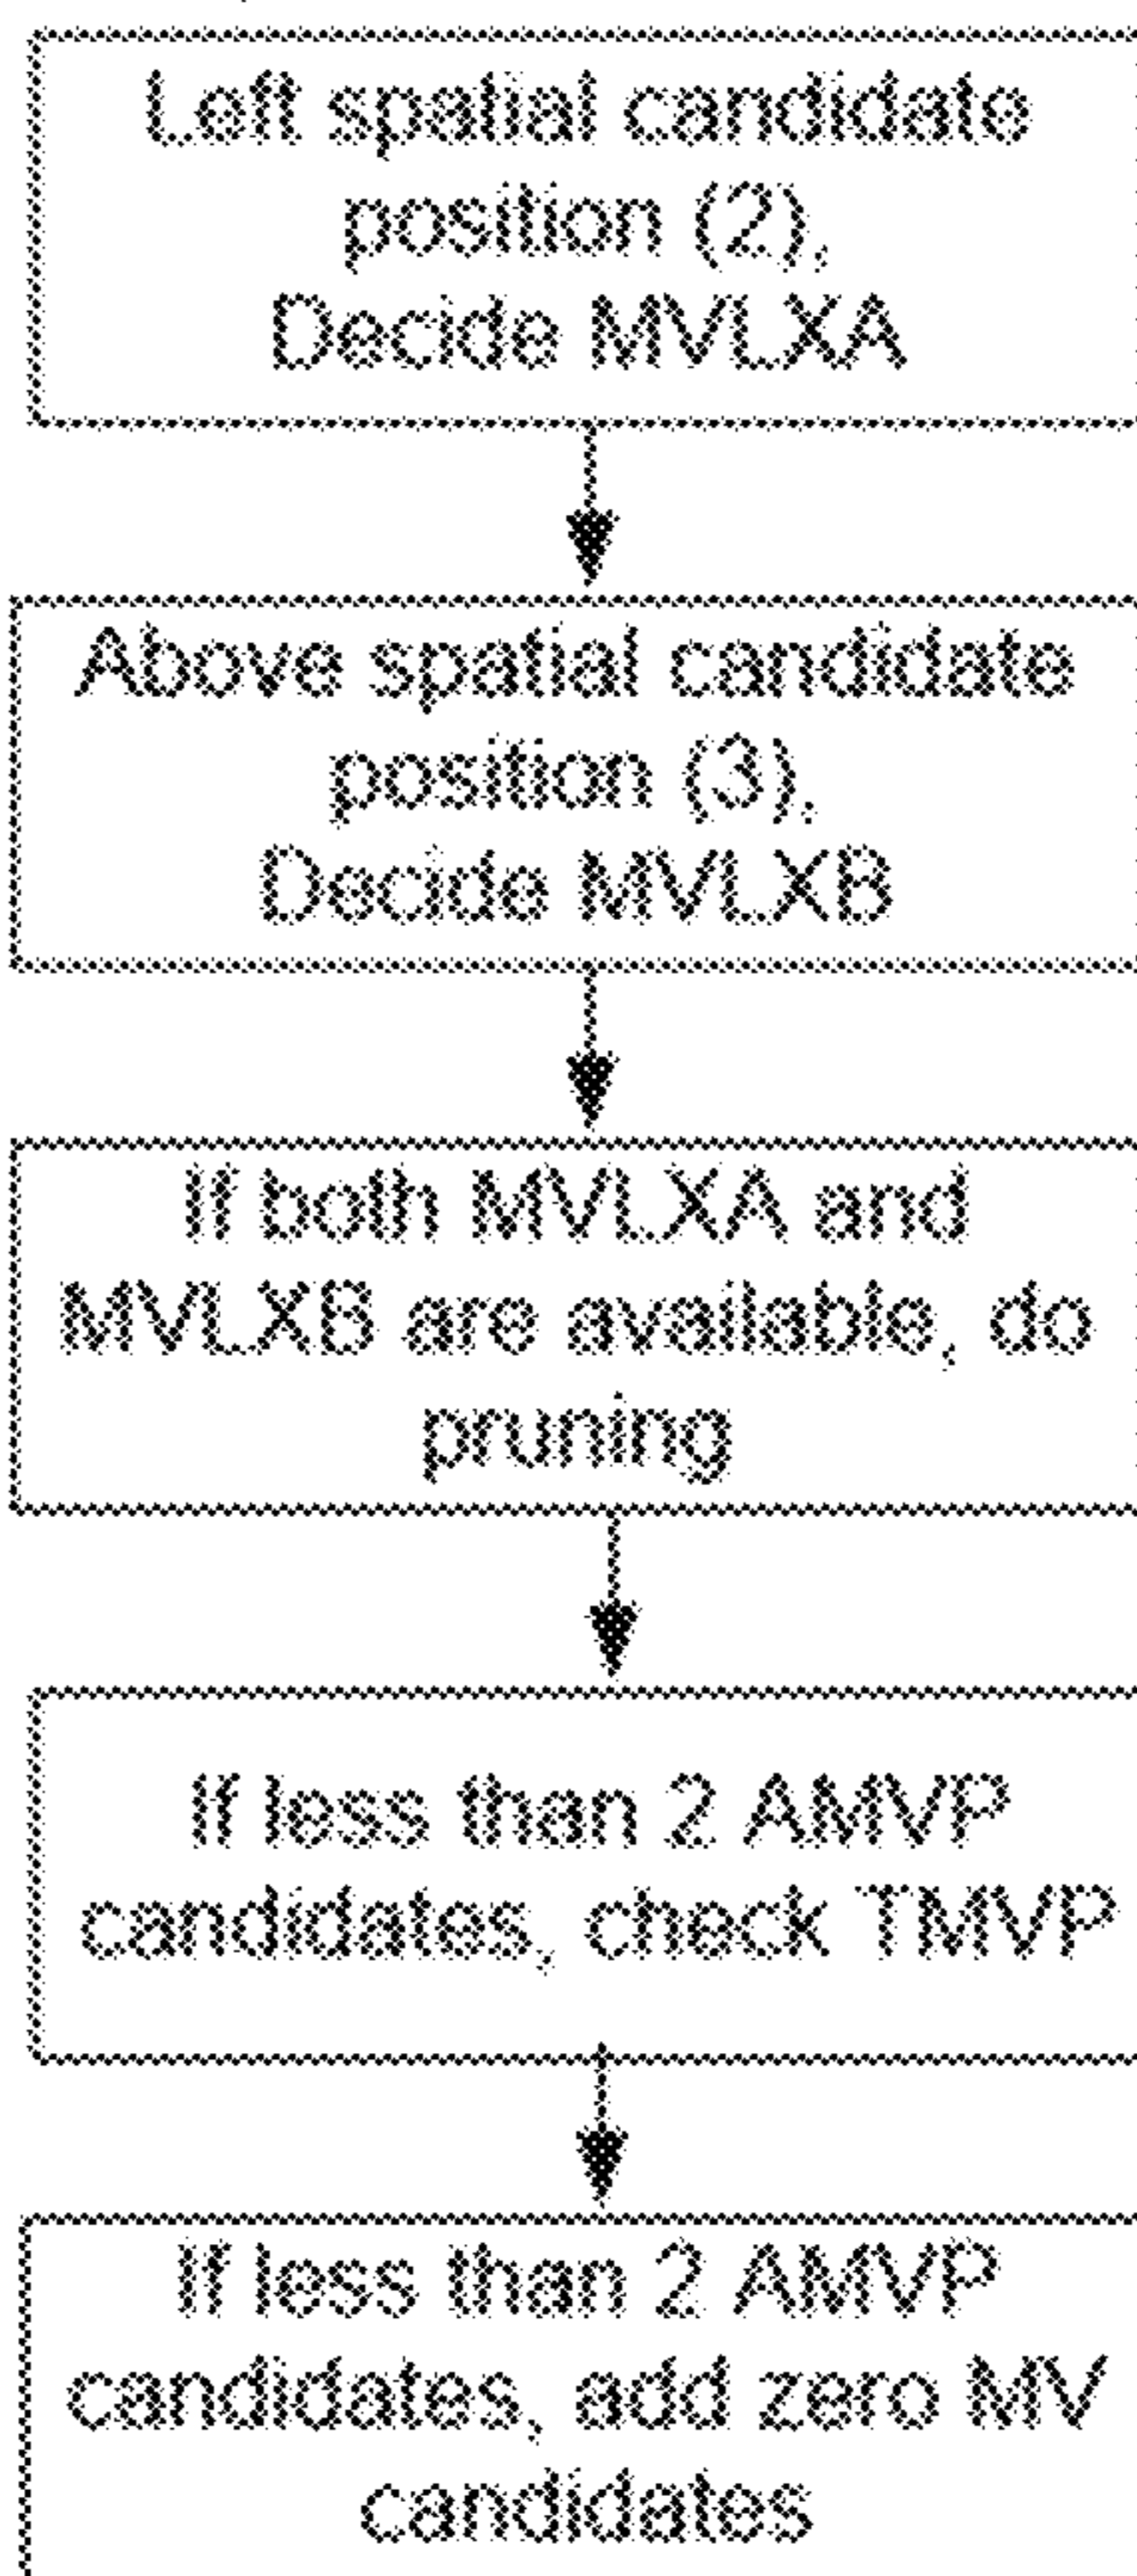 Left spatial candidate
position (2),
Decide MVLXA
Above spatial candidate
position (3),
Decide MVLXB
If both MVLXA and
MVLXB are available, do
pruning
If less than 2 AMVP
candidates, check TMVP
If less than 2 AMVP
candidates, add zero MV
candidates